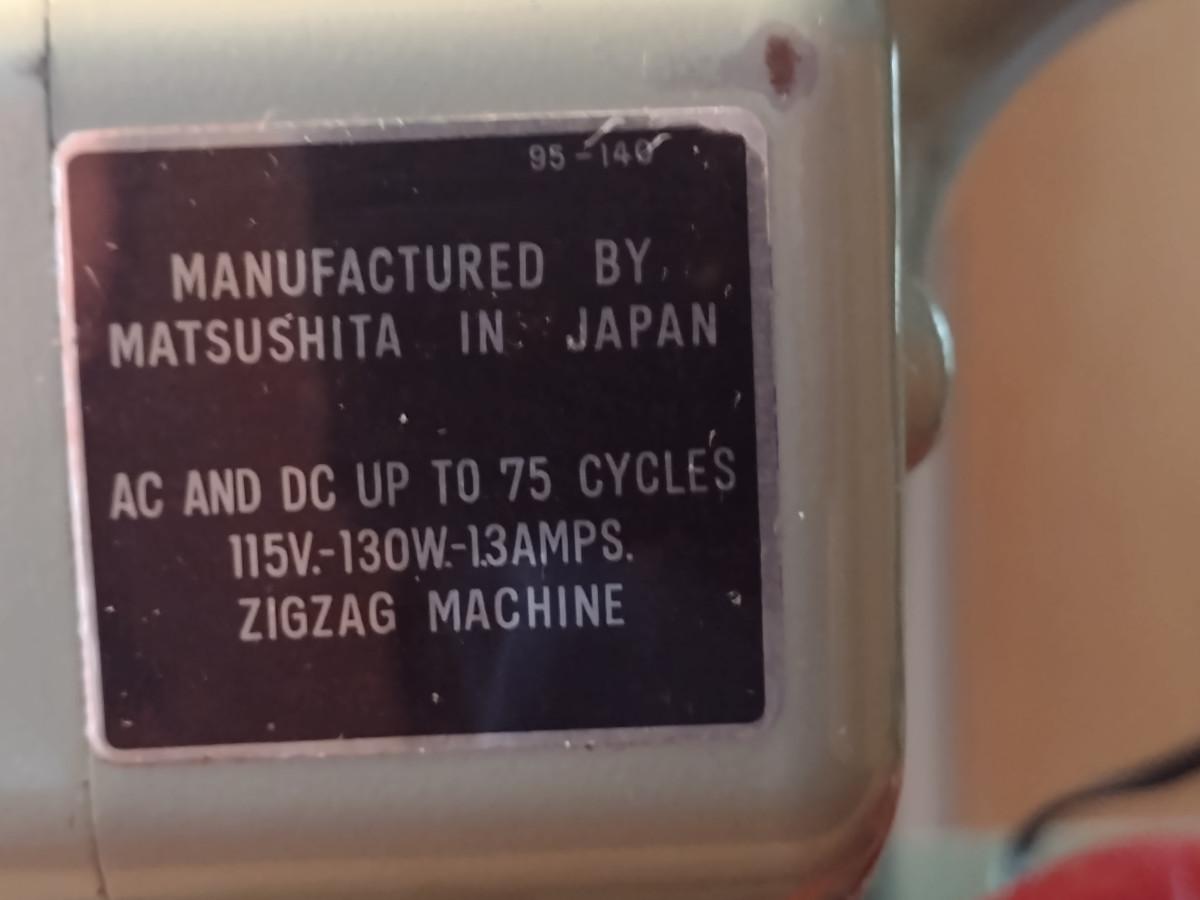 95-140
MANUFACTURED BY
MATSUSHITA IN JAPAN
AC AND DC UP TO 75 CYCLES
115V.-130W.-1.3AMPS.
ZIGZAG MACHINE